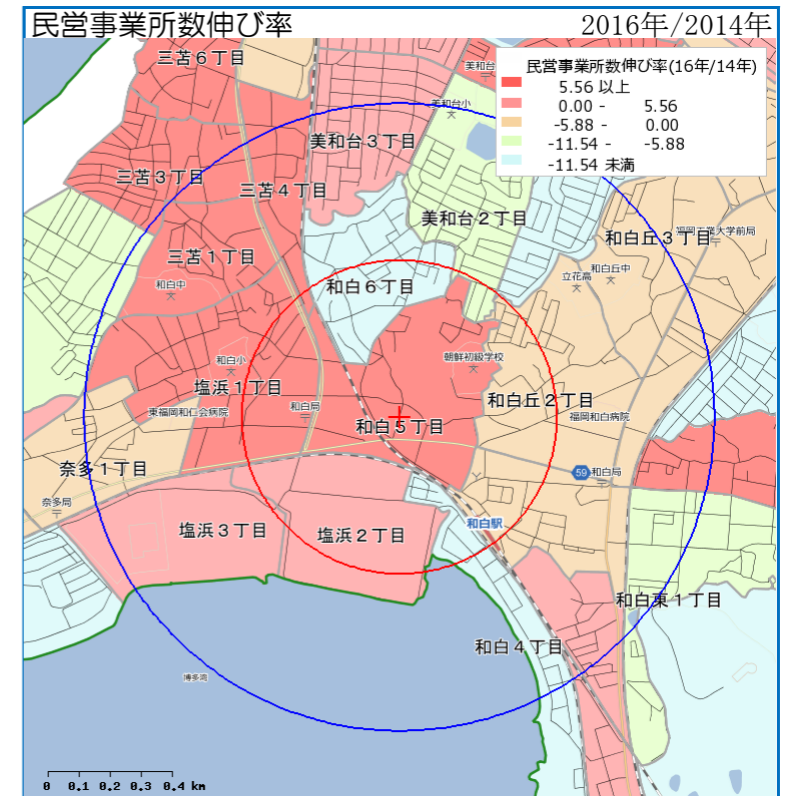 民営事業所数伸び率
2016年/2014年
民営事業所数伸び率(16年/14年)
5.56 以上
0.00 - 5.56
-5.88 - 0.00
-11.54 - -5.88
-11.54 未満
三苫６丁目
美和台
美和台小
美和台３丁目
三苫３丁目
三苫４丁目
美和台２丁目
和白丘３丁目
福岡工業大学前局
三苫１丁目
和白中
和白６丁目
立花高
和白丘中
朝鮮初級学校
和白小
塩浜１丁目
和白丘２丁目
東福岡和仁会病院
和白局
和白５丁目
福岡和白病院
奈多１丁目
59
和白局
奈多局
塩浜３丁目
塩浜２丁目
和白駅
和白東１丁目
和白４丁目
博多湾
0 0.1 0.2 0.3 0.4 km